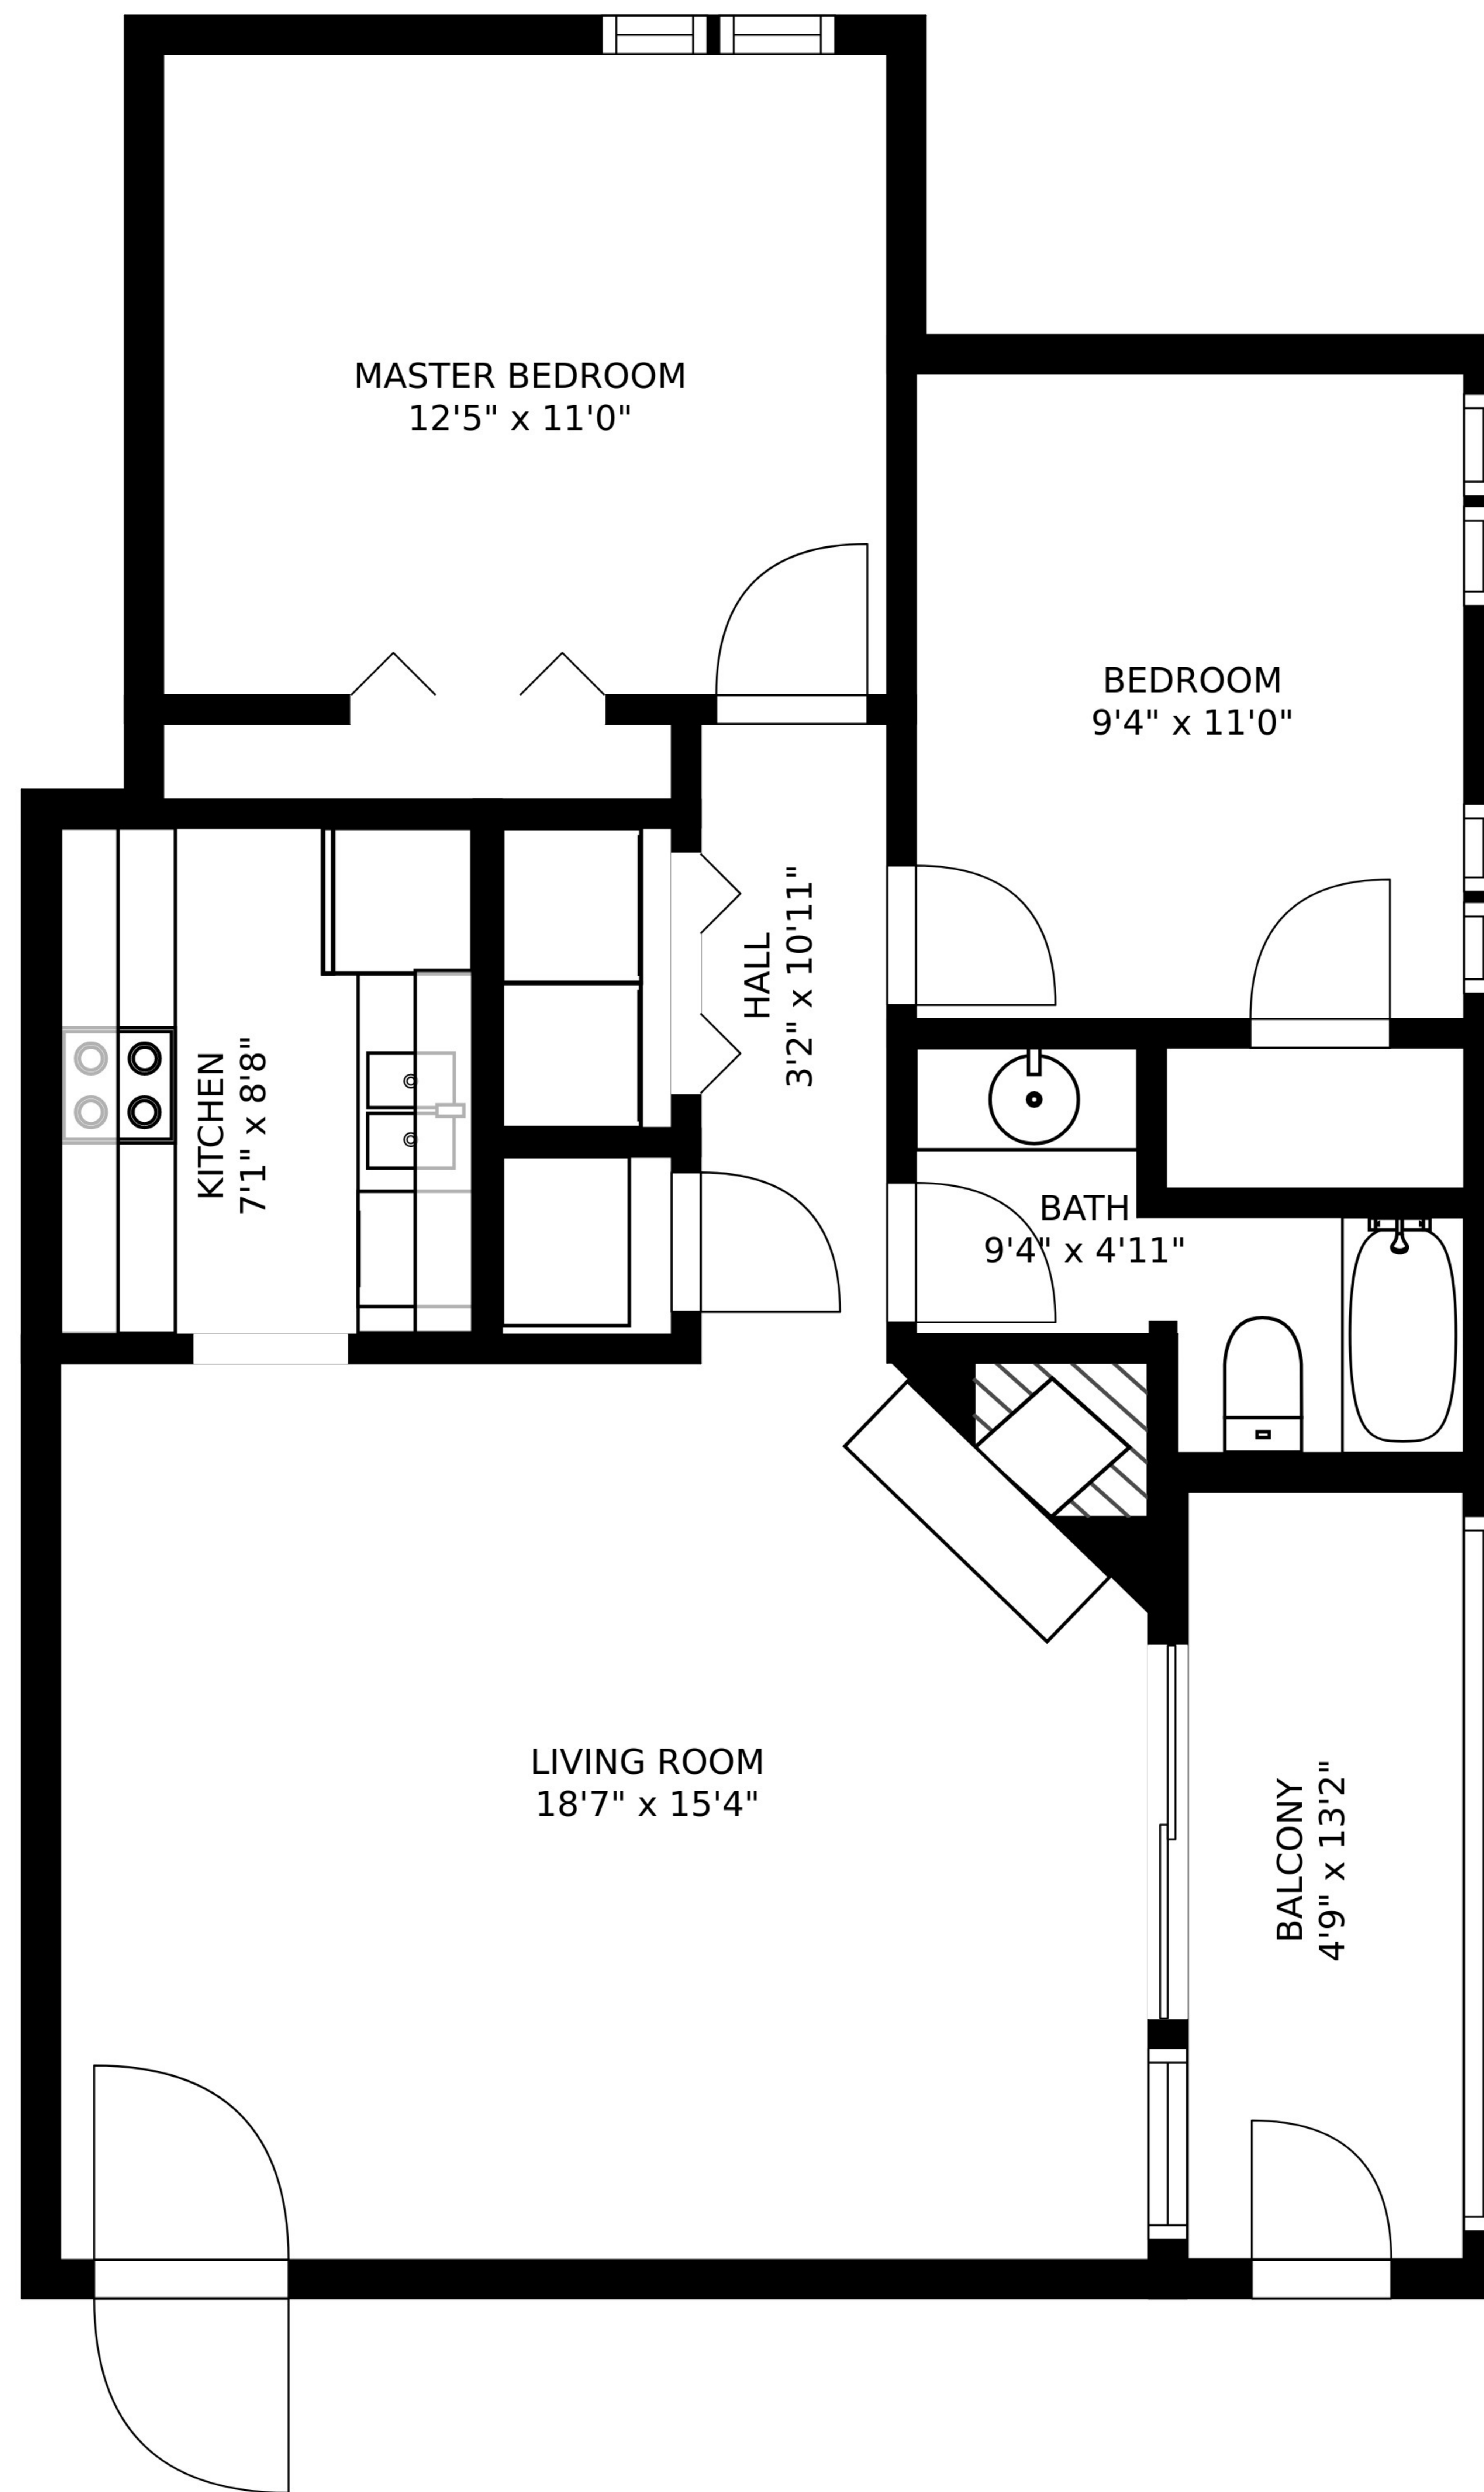 MASTER BEDROOM
12'5" x 11'0"
BEDROOM
9'4" x 11'0"
HALL
3'2" x 10'11"
KITCHEN
7'1" x 8'8"
BATH
9'4" x 4'11"
LIVING ROOM
18'7" x 15'4"
BALCONY
4'9" x 13'2"